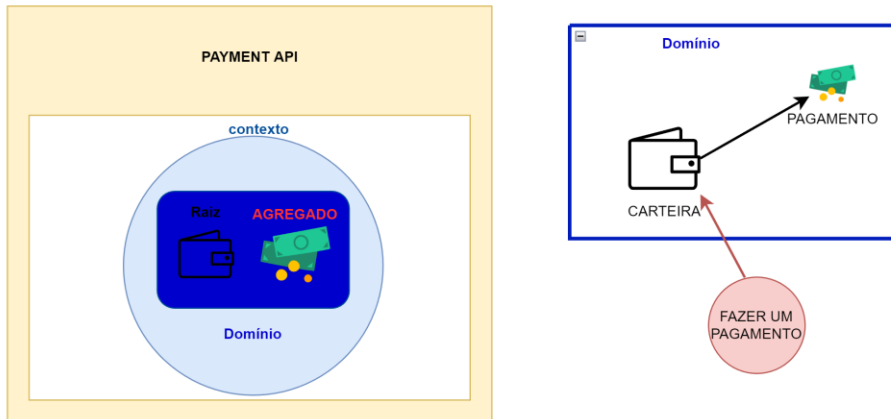 PAYMENT API
contexto
Raiz
AGREGADO
Domínio
Domínio
PAGAMENTO
CARTEIRA
FAZER UM
PAGAMENTO